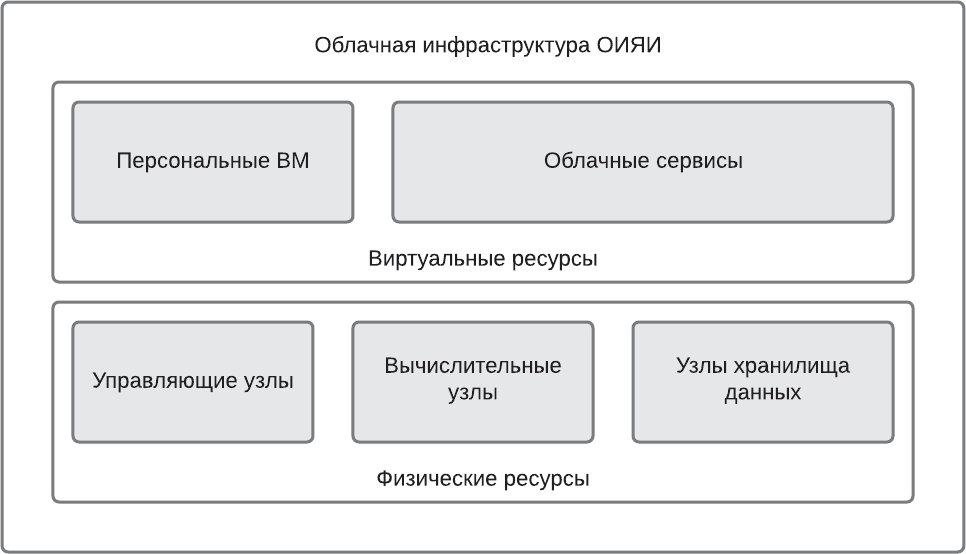 Облачная инфраструктура ОИЯИ
Персональные ВМ
Облачные сервисы
Виртуальные ресурсы
Управляющие узлы
Вычислительные
узлы
Узлы хранилища
данных
Физические ресурсы